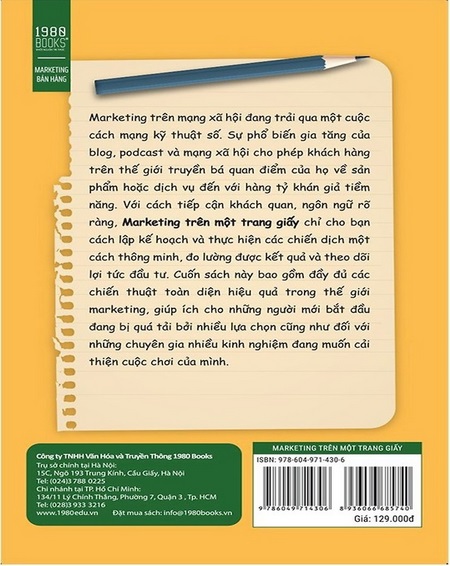 1980
BOOKS
MARKETING
BÁN HÀNG
Marketing trên mạng xã hội đang trải qua một cuộc
cách mạng kỹ thuật số. Sự phổ biến gia tăng của
blog, podcast và mạng xã hội cho phép khách hàng
trên thế giới truyền bá quan điểm của họ về sản
phẩm hoặc dịch vụ đến với hàng tỷ khán giả tiềm
năng. Với cách tiếp cận khách quan, ngôn ngữ rõ
ràng, Marketing trên một trang giấy chỉ cho bạn
cách lập kế hoạch và thực hiện các chiến dịch một
cách thông minh, đo lường được kết quả và theo dõi
lợi tức đầu tư. Cuốn sách này bao gồm đầy đủ các
chiến thuật toàn diện hiệu quả trong thế giới
marketing, giúp ích cho những người mới bắt đầu
đang bị quá tải bởi nhiều lựa chọn cũng như đối với
những chuyên gia nhiều kinh nghiệm đang muốn cải
thiện cuộc chơi của mình.
Công ty TNHH Văn Hóa và Truyền Thông 1980 Books
Trụ sở chính tại Hà Nội:
15C, Ngõ 193 Trung Kính, Cầu Giấy, Hà Nội
Tel: (024)3 788 0225
Chi nhánh tại TP. Hồ Chí Minh:
134/11 Lý Chính Thắng, Phường 7, Quận 3 , Tp. HCM
Tel: (028)3 933 3216
www.1980edu.vn Đặt mua sách: info@1980books.vn
MARKETING TRÊN MỘT TRANG GIẤY
ISBN: 978-604-971-430-6
9 786049 714306
8 936066 685740
Giá: 129.000đ